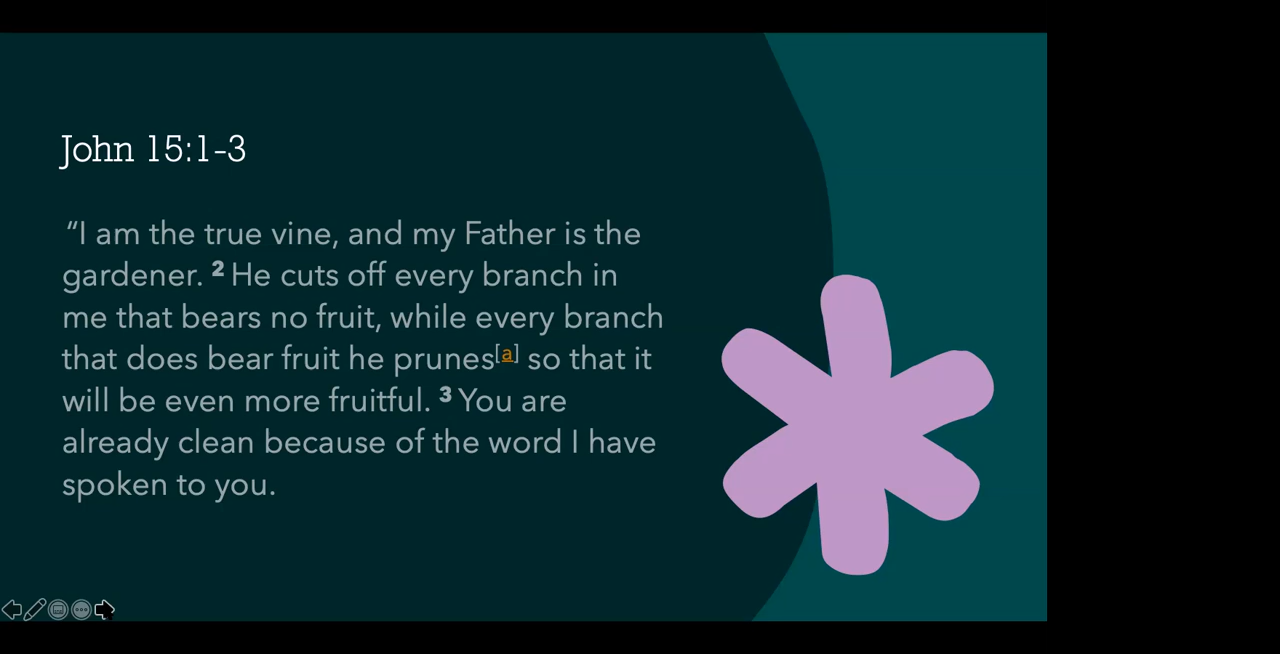 John 15:1-3
“I am the true vine, and my Father is the
gardener. 2 He cuts off every branch in
me that bears no fruit, while every branch
that does bear fruit he prunes[a] so that it
will be even more fruitful. 3 You are
already clean because of the word I have
spoken to you.